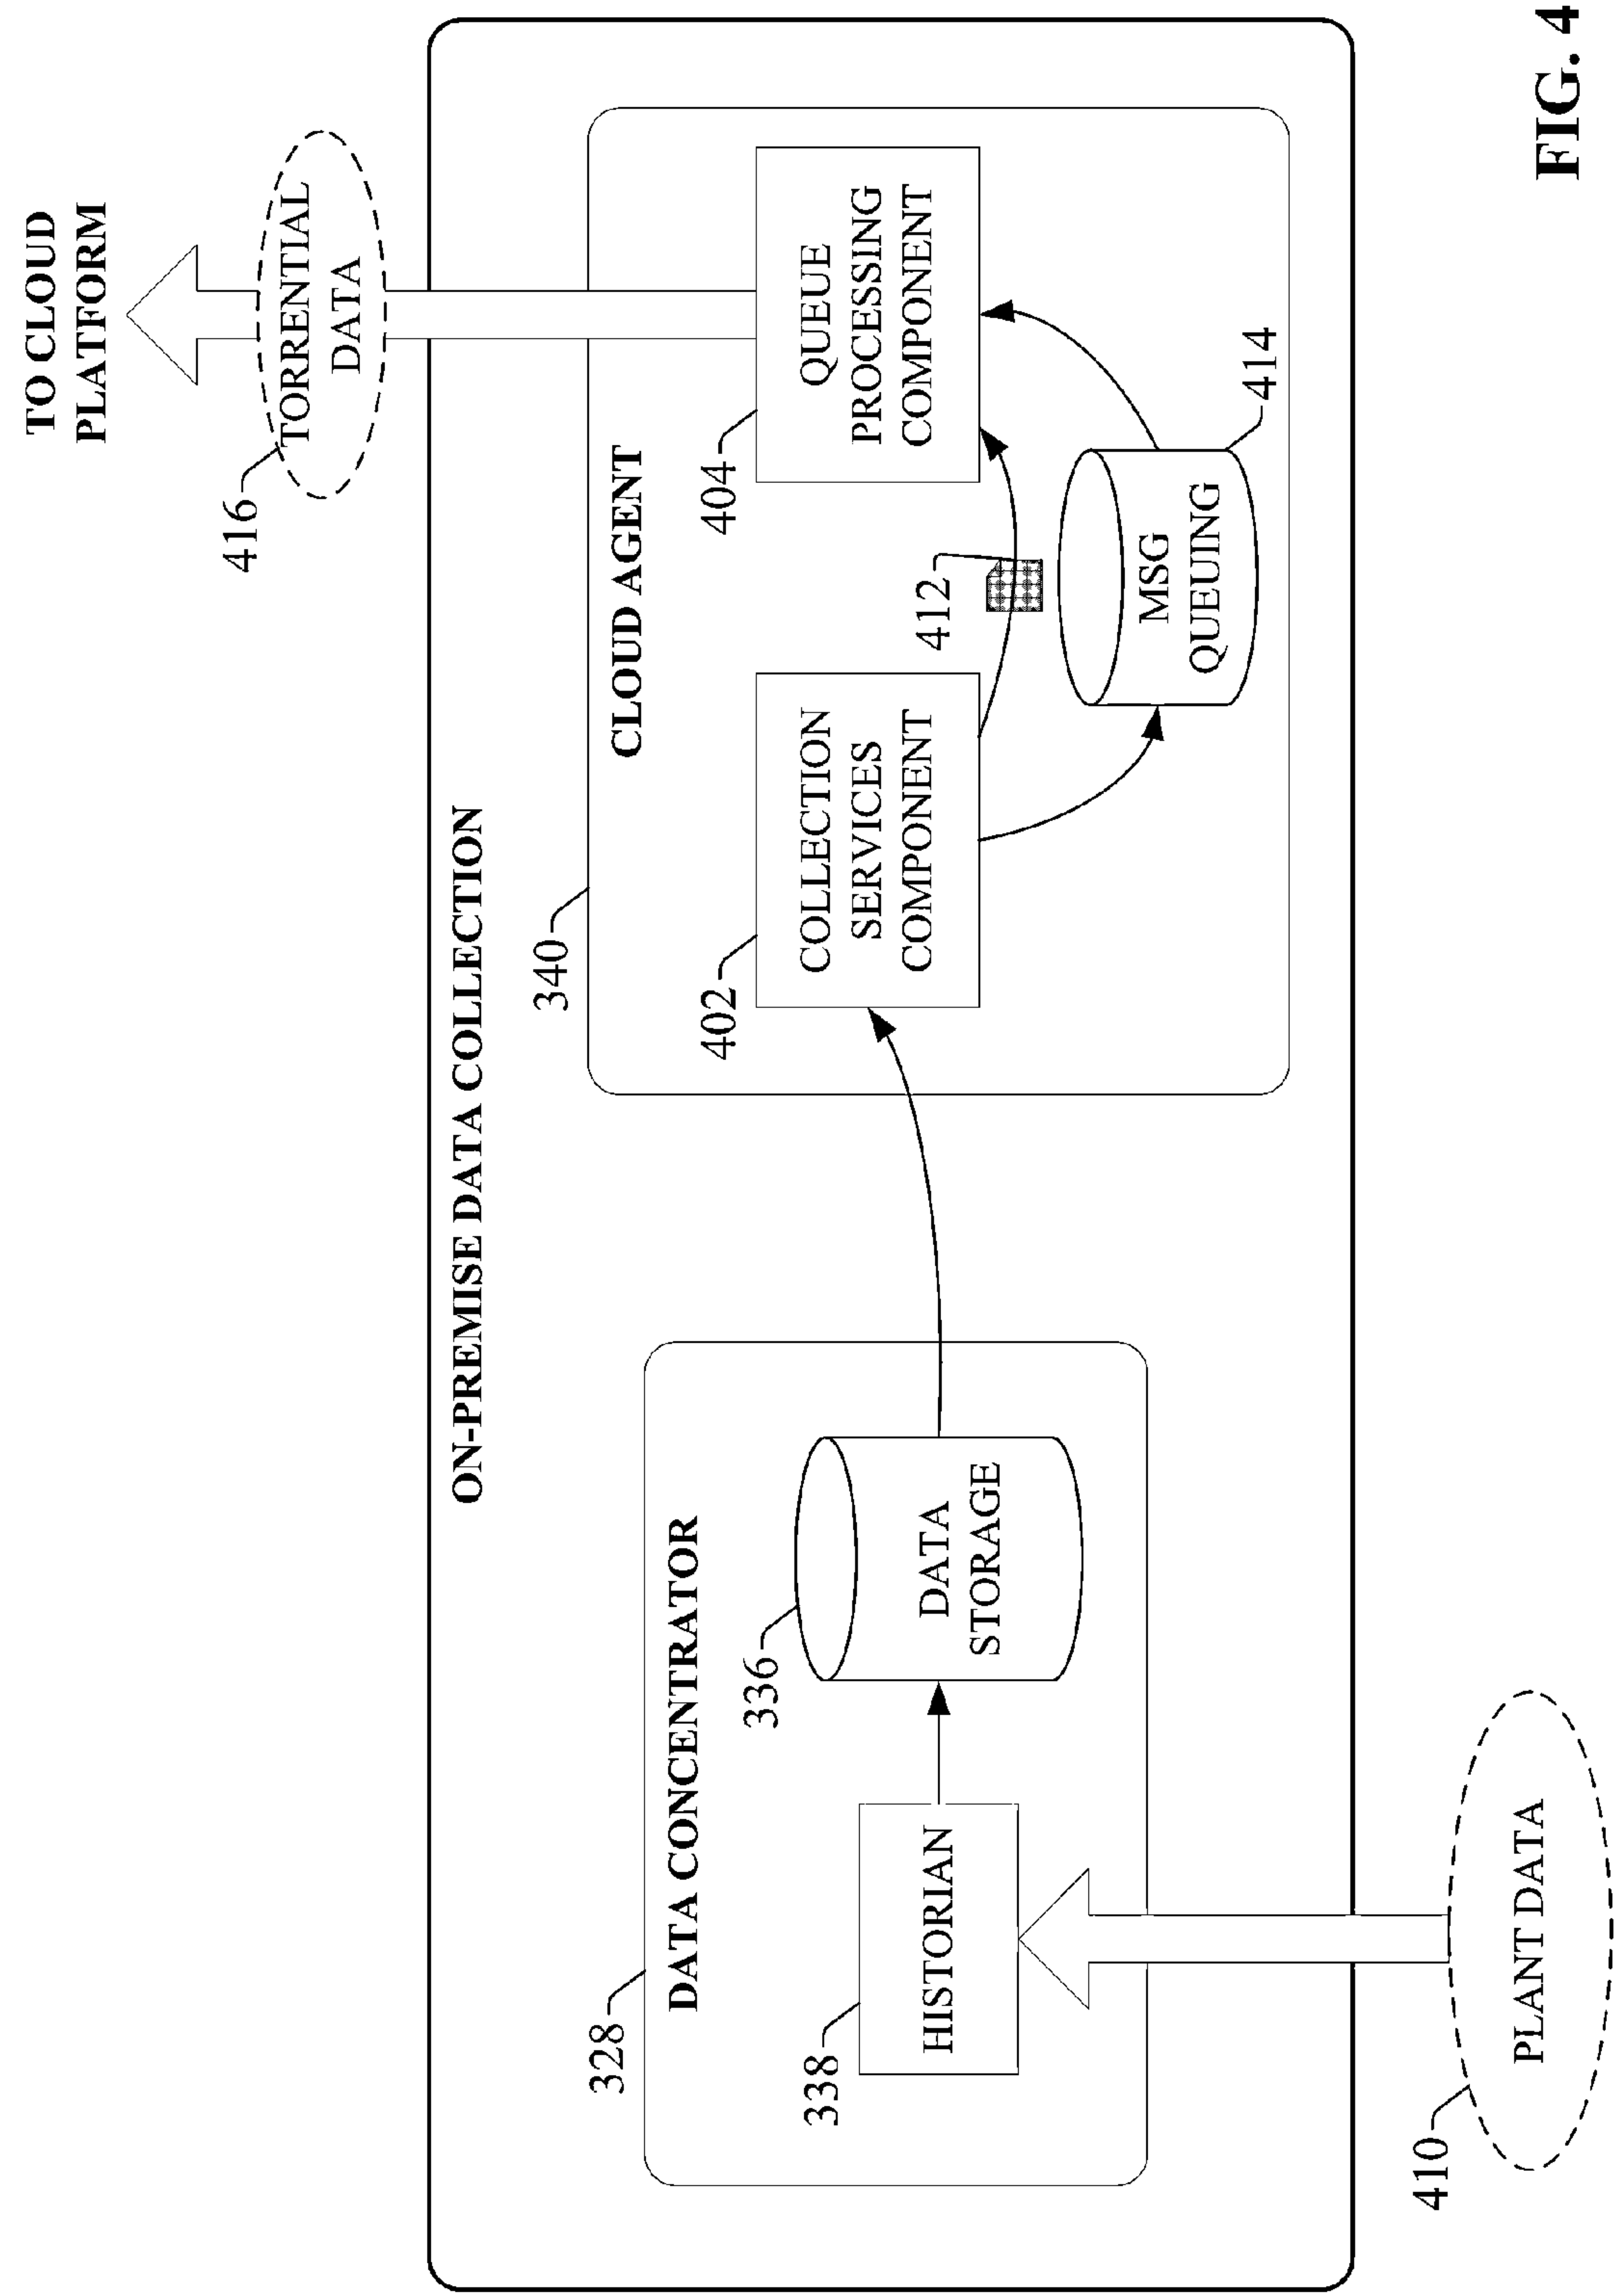 TO CLOUD
PLATFORM
416
TORRENTIAL
DATA
ON-PREMISE DATA COLLECTION
340
CLOUD AGENT
328
DATA CONCENTRATOR
338
HISTORIAN
336
DATA
STORAGE
402
COLLECTION
SERVICES
COMPONENT
404
QUEUE
PROCESSING
COMPONENT
412
MSG
QUEUING
414
410
PLANT DATA
FIG. 4